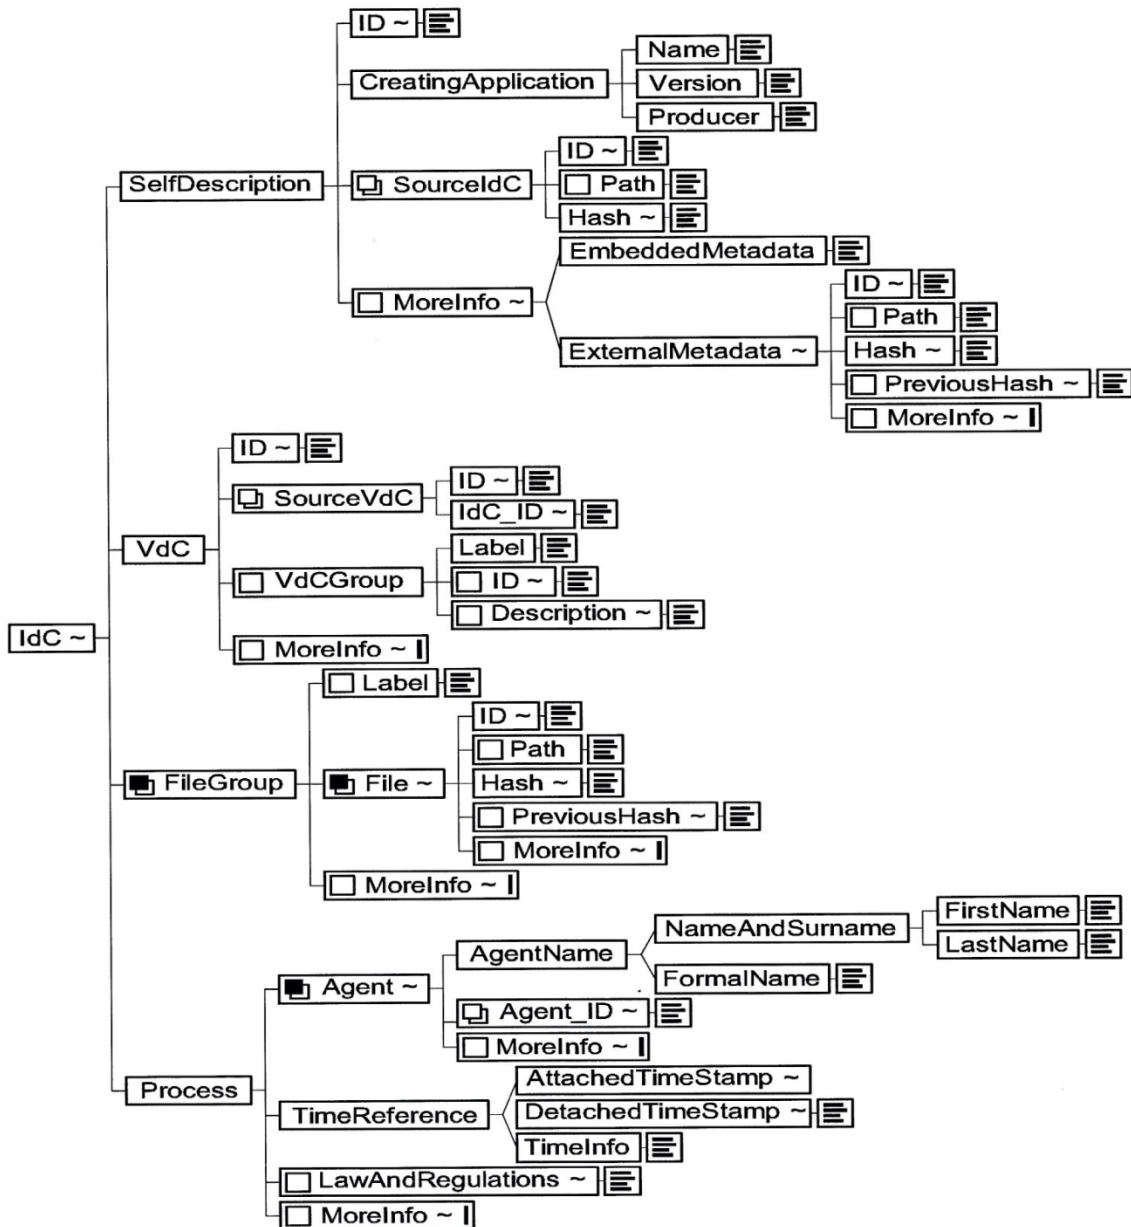 ID ~
CreatingApplication
Name
Version
Producer
SelfDescription
SourceIdC
ID ~
Path
Hash ~
MoreInfo ~
EmbeddedMetadata
ExternalMetadata ~
ID ~
Path
Hash ~
PreviousHash ~
MoreInfo ~
VdC
ID ~
SourceVdC
ID ~
IdC_ID ~
VdCGroup
Label
ID ~
Description ~
MoreInfo ~
IdC ~
FileGroup
Label
File ~
ID ~
Path
Hash ~
PreviousHash ~
MoreInfo ~
MoreInfo ~
Process
Agent ~
AgentName
NameAndSurname
FirstName
LastName
FormalName
Agent_ID ~
MoreInfo ~
TimeReference
AttachedTimeStamp ~
DetachedTimeStamp ~
TimeInfo
LawAndRegulations ~
MoreInfo ~